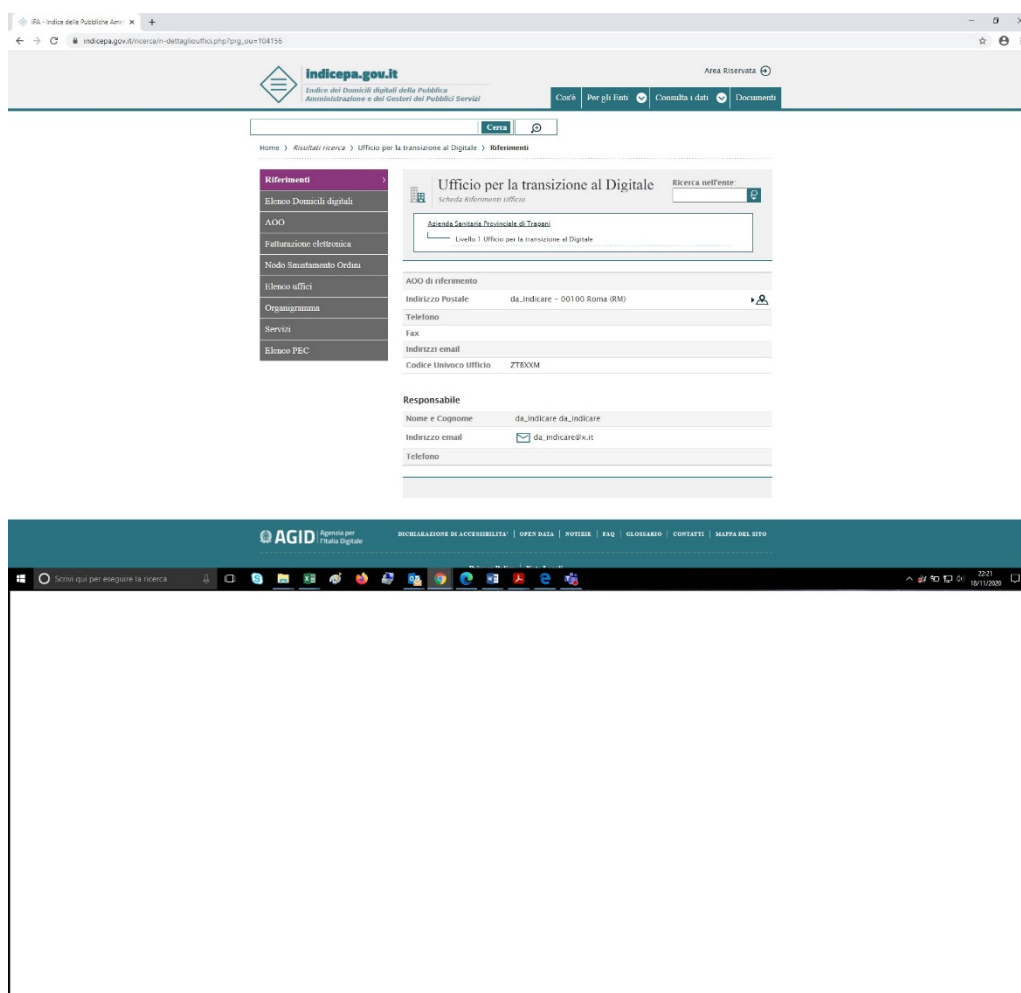 iPA - Indice delle Pubbliche Amm
indicepa.gov.it/ricerca/n-dettagliouffici.php?prg_ou=104156
indicepa.gov.it
Indice dei Domicili digitali della Pubblica
Amministrazione e dei Gestori dei Pubblici Servizi
Area Riservata
Cos'è Per gli Enti Consulta i dati Documenti
Cerca
Home > Risultati ricerca > Ufficio per la transizione al Digitale > Riferimenti
Riferimenti
Elenco Domicili digitali
AOO
Fatturazione elettronica
Nodo Smistamento Ordini
Elenco uffici
Organigramma
Servizi
Elenco PEC
Ufficio per la transizione al Digitale
Scheda Riferimenti Ufficio
Ricerca nell'ente:
Azienda Sanitaria Provinciale di Trapani
Livello:1 Ufficio per la transizione al Digitale
AOO di riferimento
Indirizzo Postale da_indicare - 00100 Roma (RM)
Telefono
Fax
Indirizzi email
Codice Univoco Ufficio ZT8XXM
Responsabile
Nome e Cognome da_indicare da_indicare
Indirizzo email da_indicare@x.it
Telefono
AGID Agenzia per
l'Italia Digitale
DICHIARAZIONE DI ACCESSIBILITA' | OPEN DATA | NOTIZIE | FAQ | GLOSSARIO | CONTATTI | MAPPA DEL SITO
Scrivi qui per eseguire la ricerca
22:21
18/11/2020